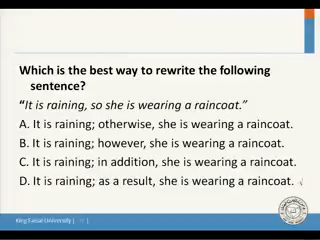 Which is the best way to rewrite the following
sentence?
“It is raining, so she is wearing a raincoat.”
A. It is raining; otherwise, she is wearing a raincoat.
B. It is raining; however, she is wearing a raincoat.
C. It is raining; in addition, she is wearing a raincoat.
D. It is raining; as a result, she is wearing a raincoat.
King Faisal University |